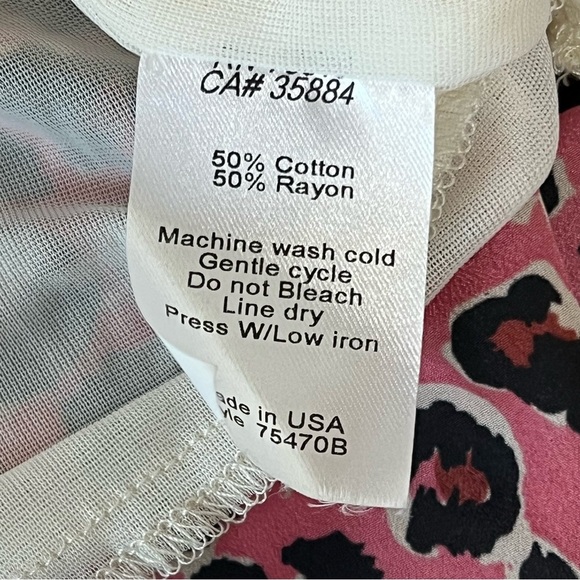 CA# 35884
50% Cotton
50% Rayon
Machine wash cold
Gentle cycle
Do not Bleach
Line dry
Press W/Low iron
in USA
75470B